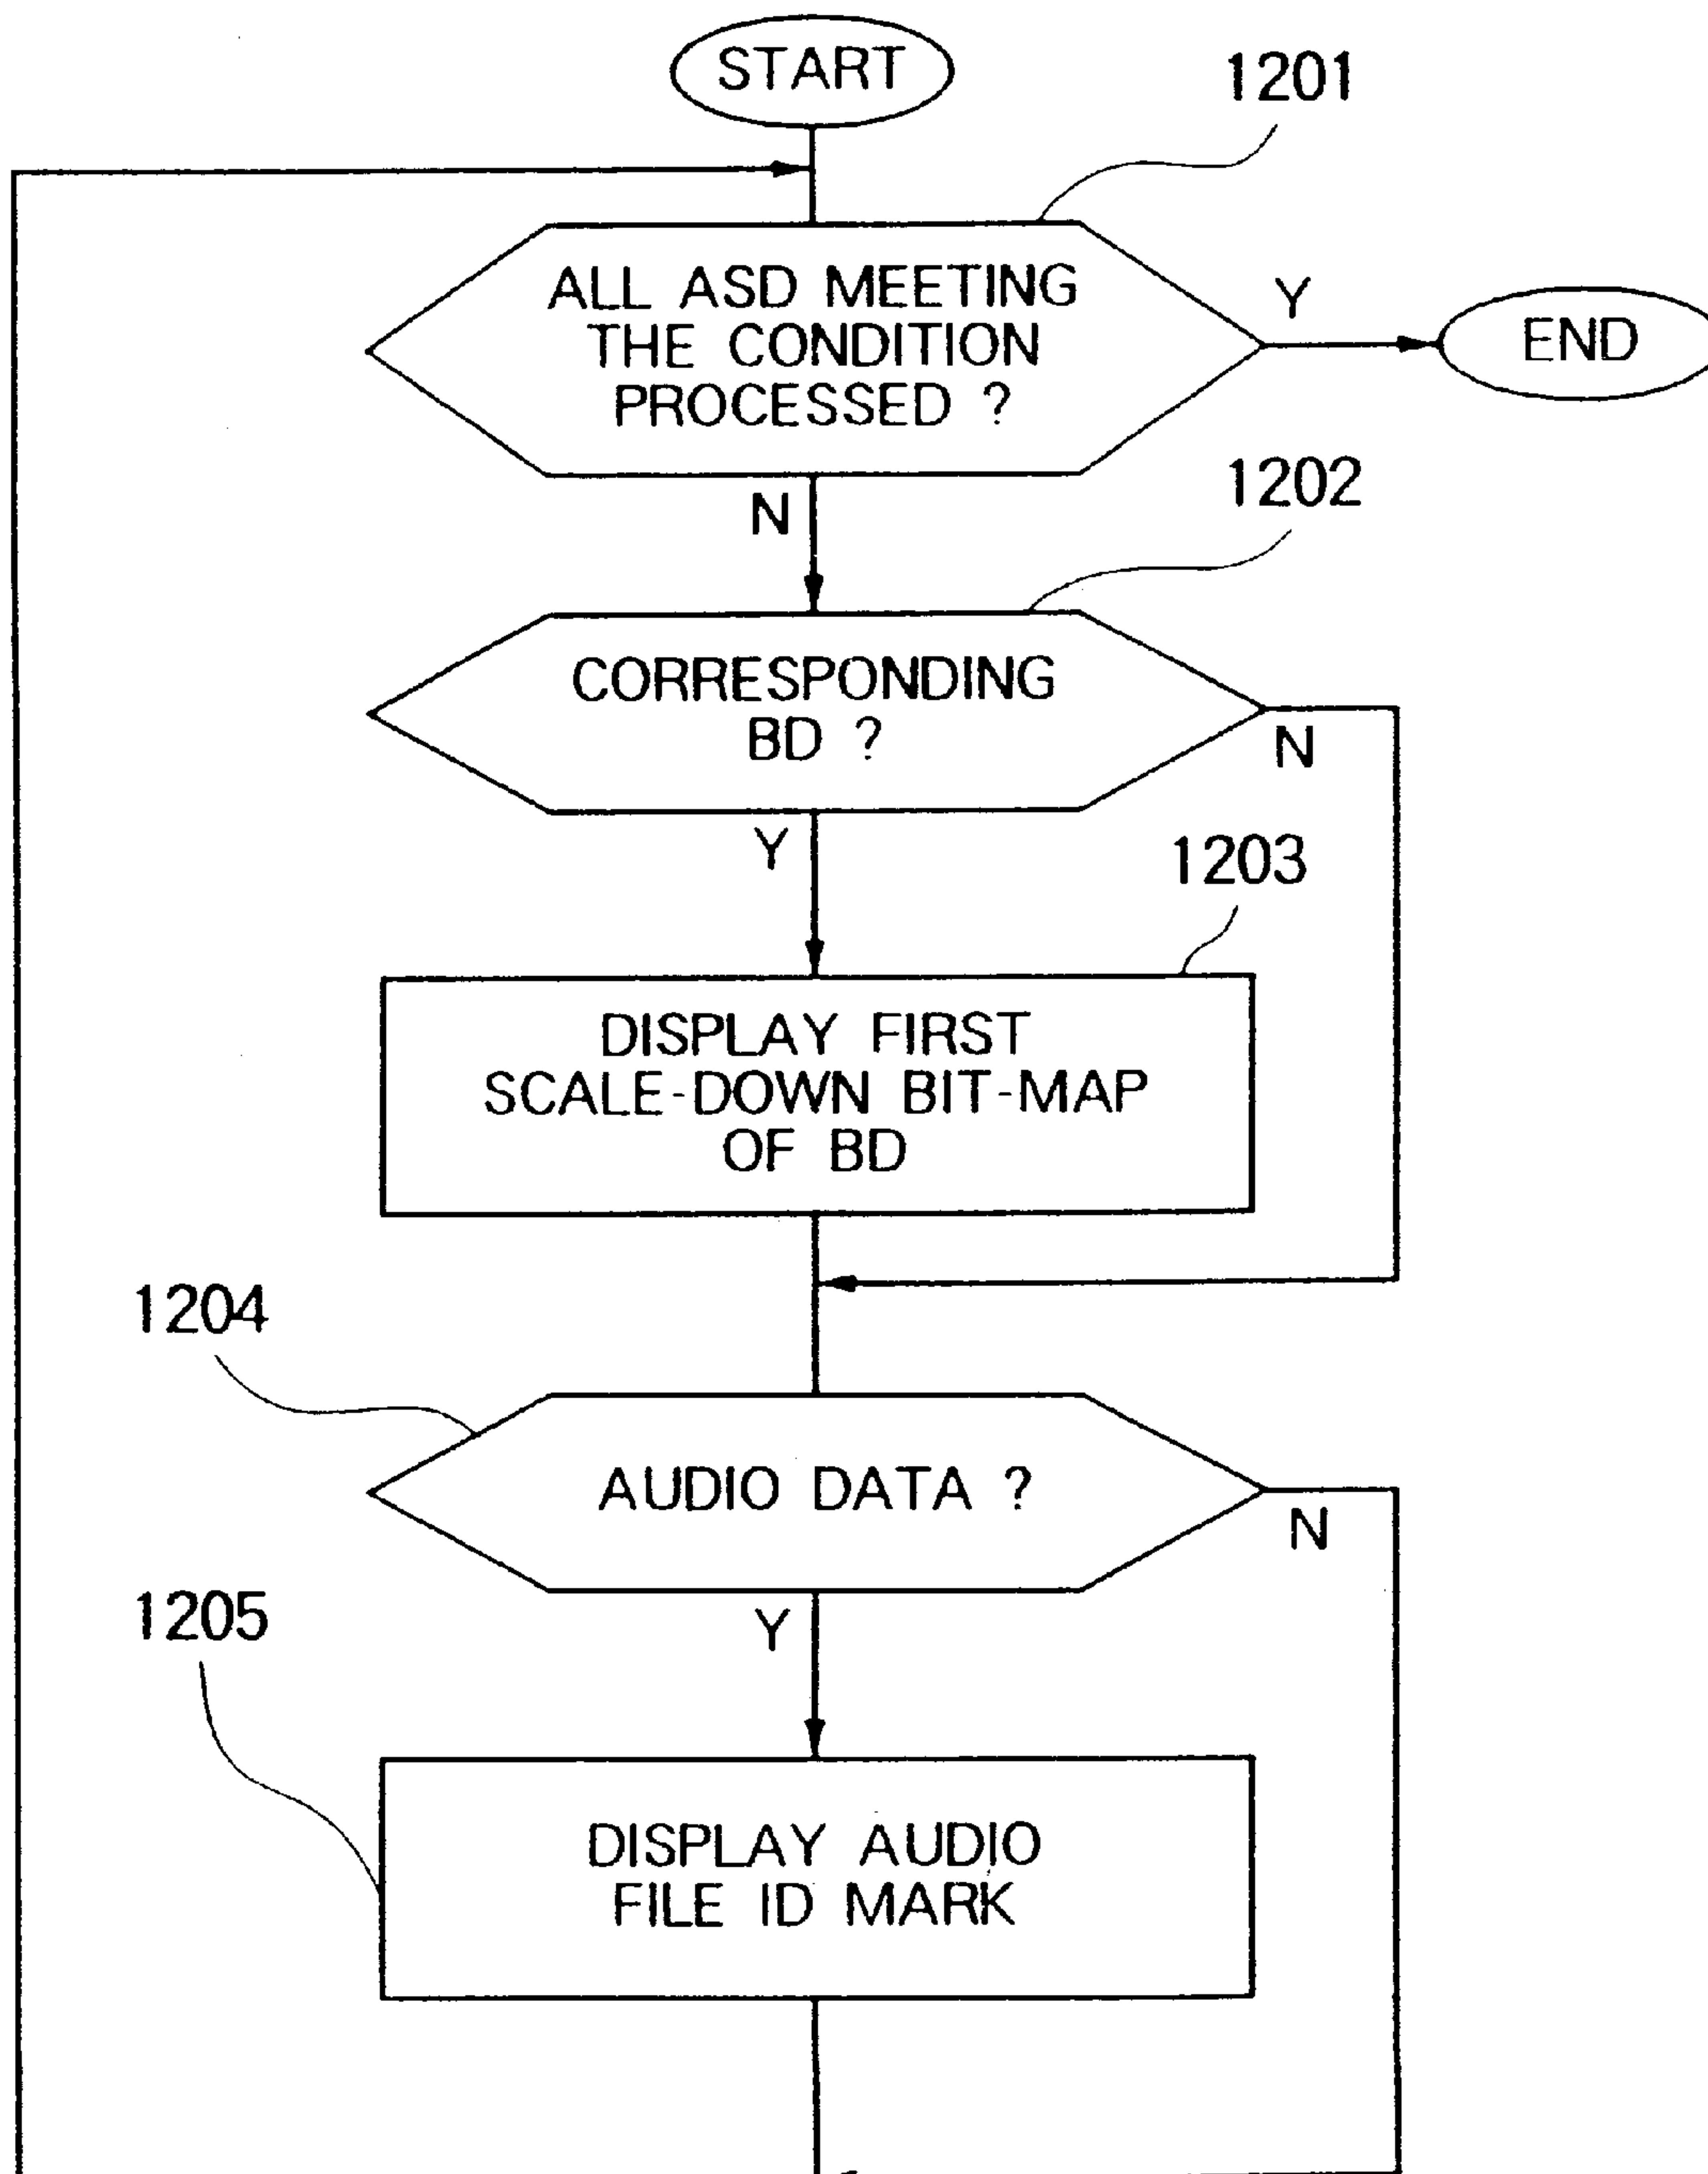 START
1201
ALL ASD MEETING
THE CONDITION
PROCESSED ?
Y
END
N
1202
CORRESPONDING
BD ?
N
Y
1203
DISPLAY FIRST
SCALE-DOWN BIT-MAP
OF BD
1204
AUDIO DATA ?
N
Y
1205
DISPLAY AUDIO
FILE ID MARK